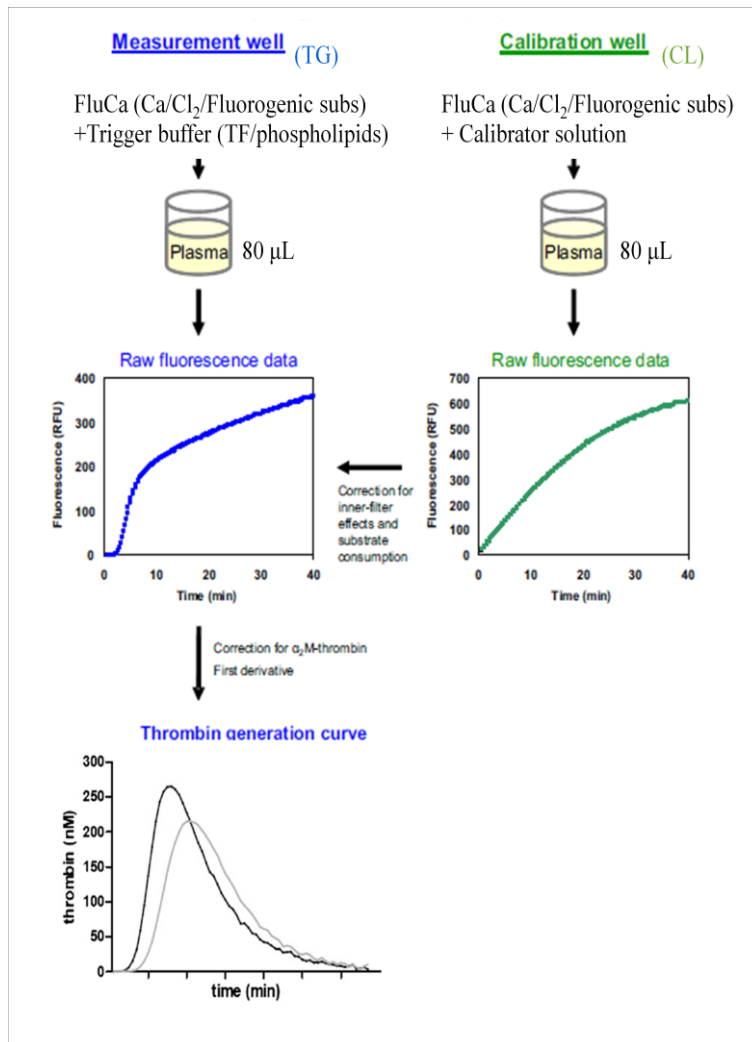 Measurement well (TG)
Calibration well (CL)
FluCa (Ca/Cl₂/Fluorogenic subs)
+Trigger buffer (TF/phospholipids)
FluCa (Ca/Cl₂/Fluorogenic subs)
+ Calibrator solution
Plasma 80 μL
Plasma 80 μL
Raw fluorescence data
400
300
200
100
0
0 10 20 30 40
Fluorescence (RFU)
Time (min)
Correction for
inner-filter
effects and
substrate
consumption
Raw fluorescence data
700
600
500
400
300
200
100
0
0 10 20 30 40
Fluorescence (RFU)
Time (min)
Correction for α₂M-thrombin
First derivative
Thrombin generation curve
300
250
200
150
100
50
0
thrombin (nM)
time (min)